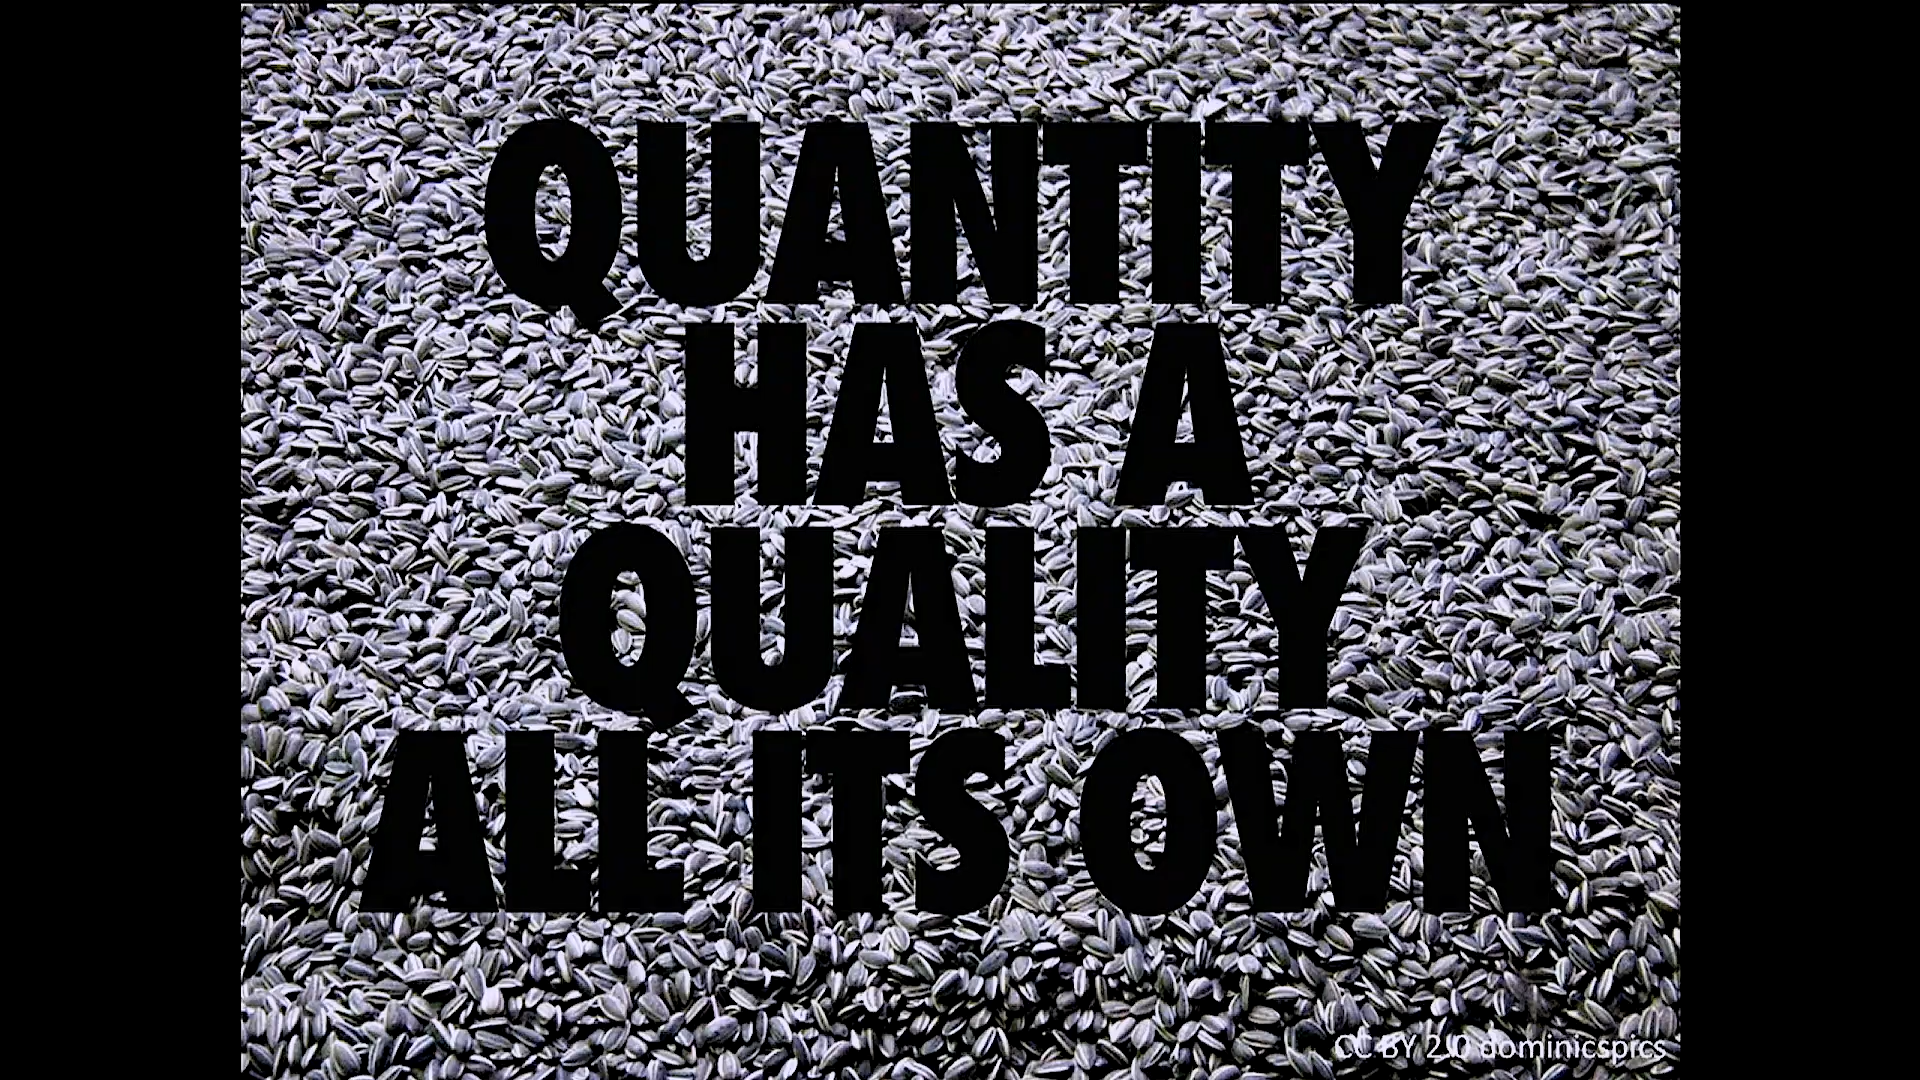 QUANTITY
HAS A
QUALITY
ALL ITS OWN
CC BY 2.0 dominicspics